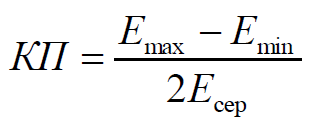 КП = (E_max − E_min) / (2E_сер)